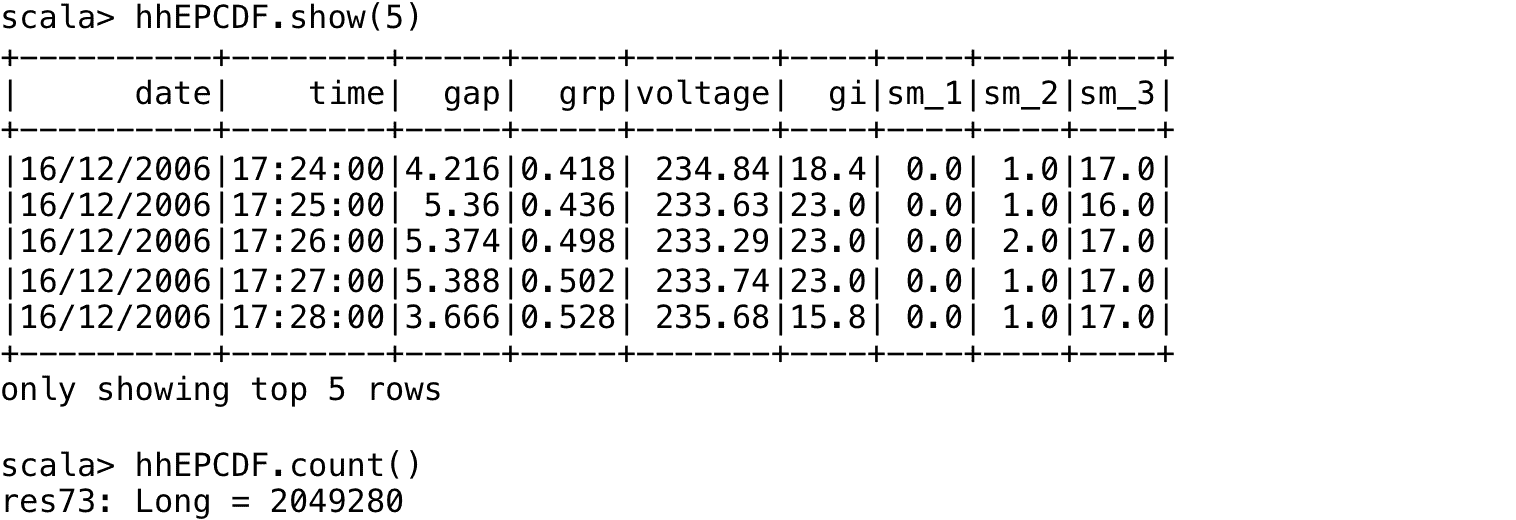 scala> hhEPCDF.show(5)
+----------+--------+-----+-----+-------+----+----+----+----+
|      date|    time|  gap|  grp|voltage|  gi|sm_1|sm_2|sm_3|
+----------+--------+-----+-----+-------+----+----+----+----+
|16/12/2006|17:24:00|4.216|0.418| 234.84|18.4| 0.0| 1.0|17.0|
|16/12/2006|17:25:00| 5.36|0.436| 233.63|23.0| 0.0| 1.0|16.0|
|16/12/2006|17:26:00|5.374|0.498| 233.29|23.0| 0.0| 2.0|17.0|
|16/12/2006|17:27:00|5.388|0.502| 233.74|23.0| 0.0| 1.0|17.0|
|16/12/2006|17:28:00|3.666|0.528| 235.68|15.8| 0.0| 1.0|17.0|
+----------+--------+-----+-----+-------+----+----+----+----+
only showing top 5 rows
scala> hhEPCDF.count()
res73: Long = 2049280